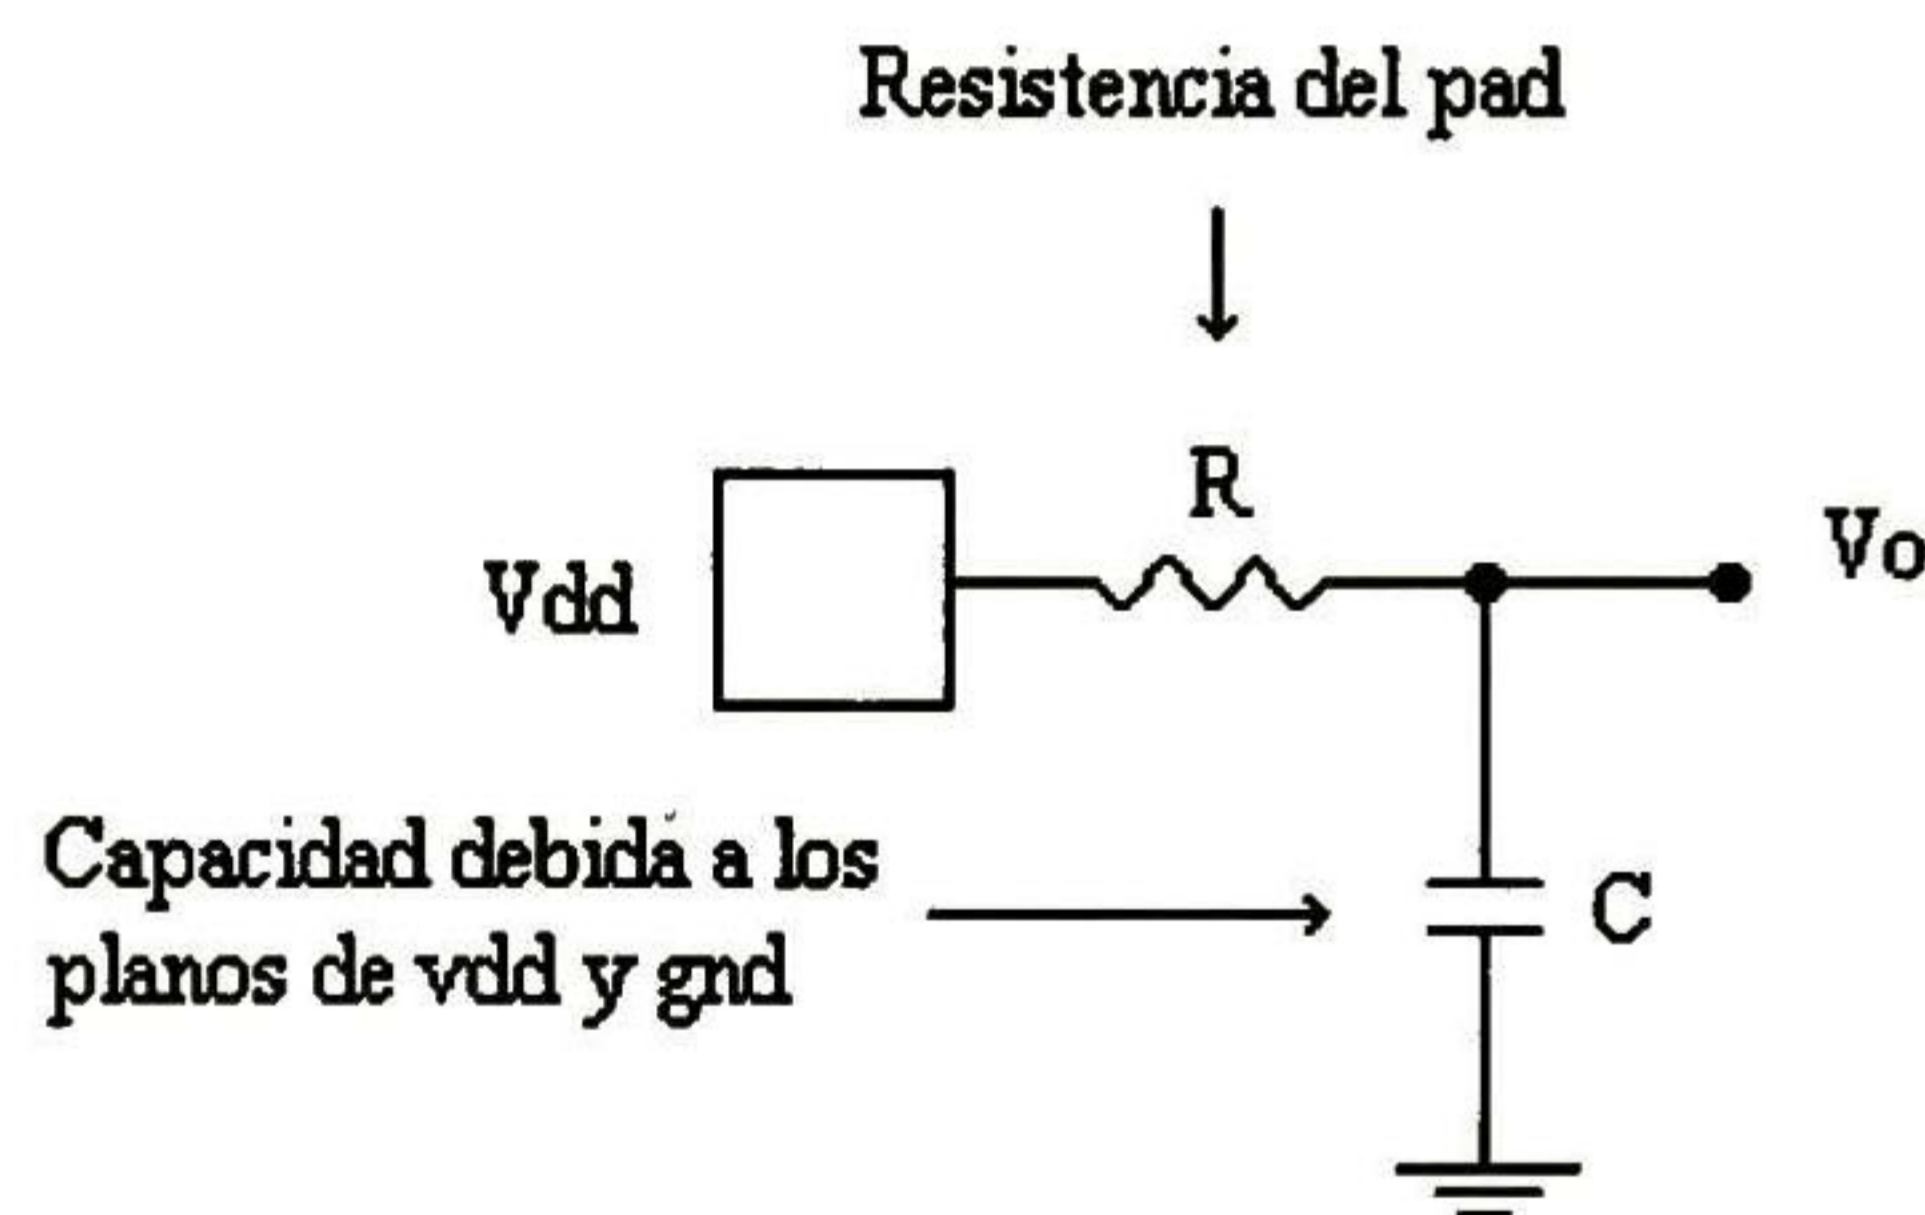 Resistencia del pad
R
Vo
Vdd
Capacidad debida a los
planos de vdd y gnd
C